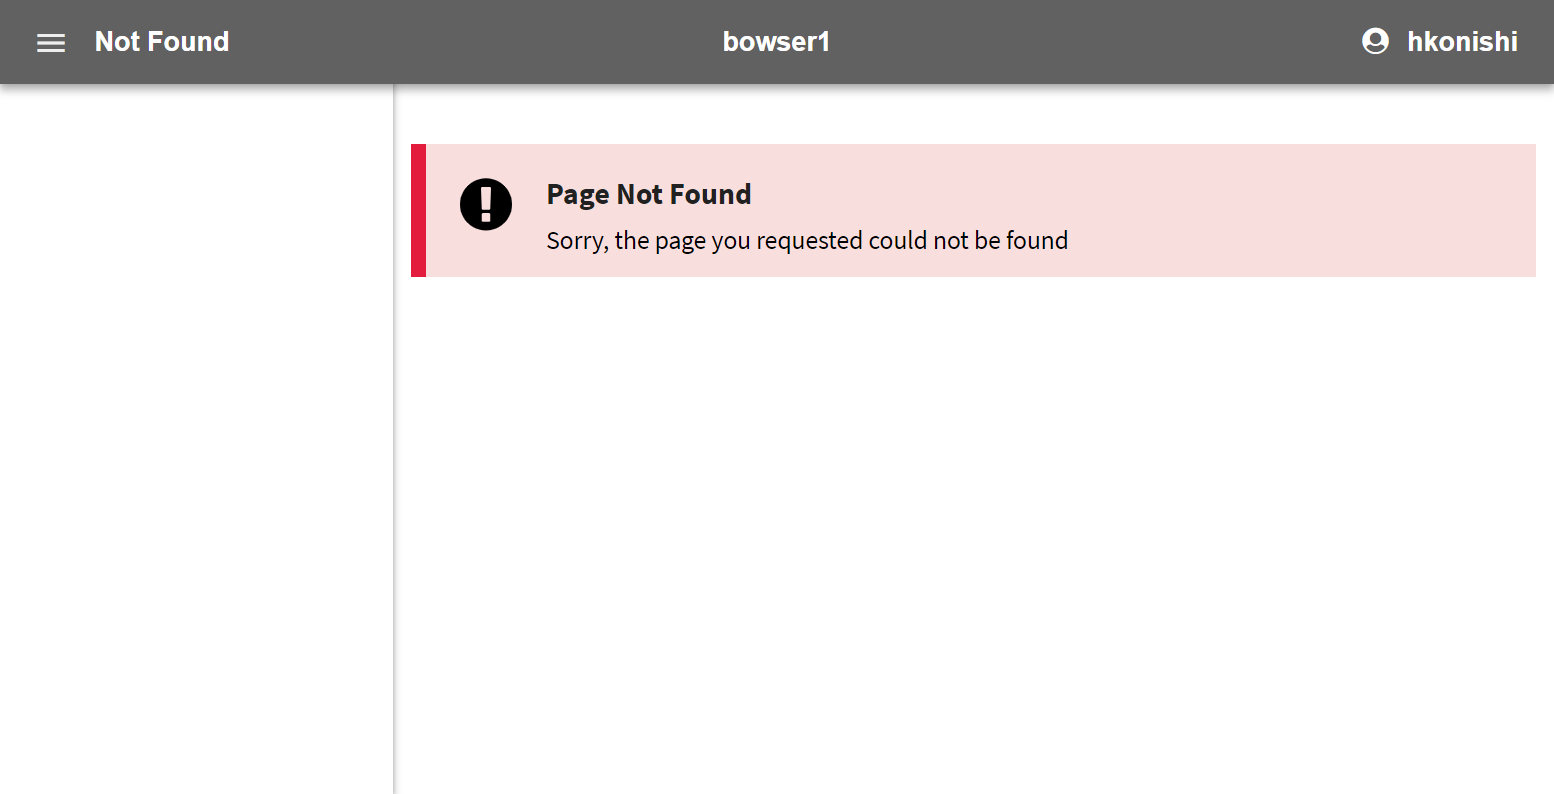 Not Found
bowser1
hkonishi
Page Not Found
Sorry, the page you requested could not be found